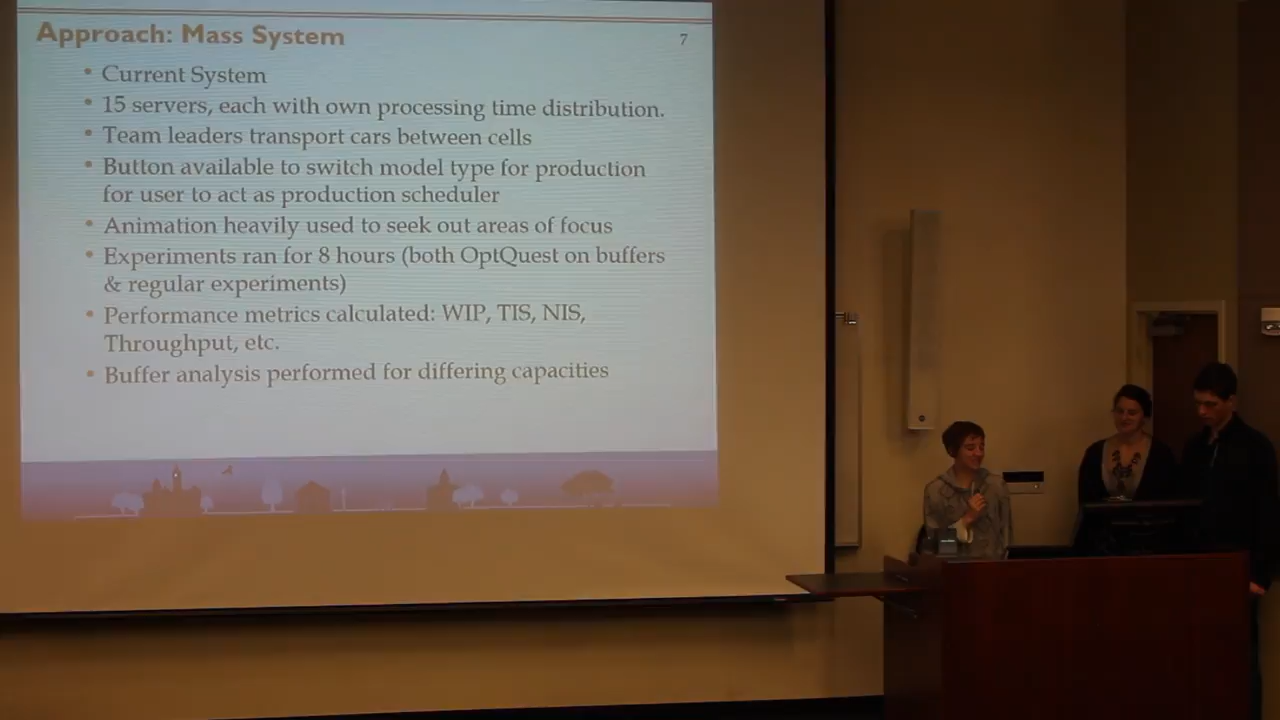 Approach: Mass System
7
• Current System
• 15 servers, each with own processing time distribution.
• Team leaders transport cars between cells
• Button available to switch model type for production
for user to act as production scheduler
• Animation heavily used to seek out areas of focus
• Experiments ran for 8 hours (both OptQuest on buffers
& regular experiments)
• Performance metrics calculated: WIP, TIS, NIS,
Throughput, etc.
• Buffer analysis performed for differing capacities